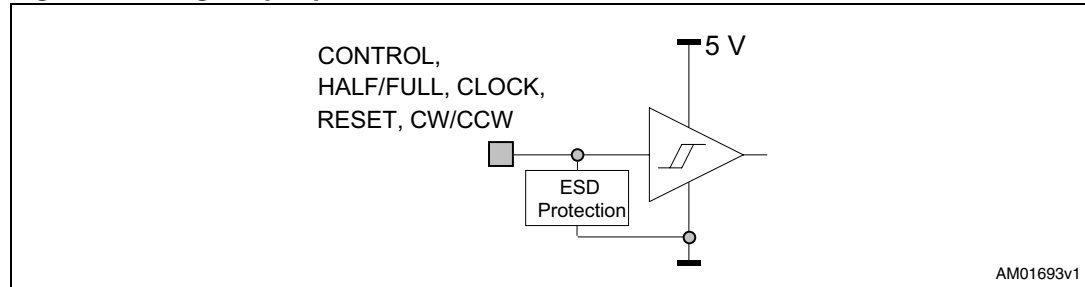 5 V
CONTROL,
HALF/FULL, CLOCK,
RESET, CW/CCW
ESD
Protection
AM01693v1